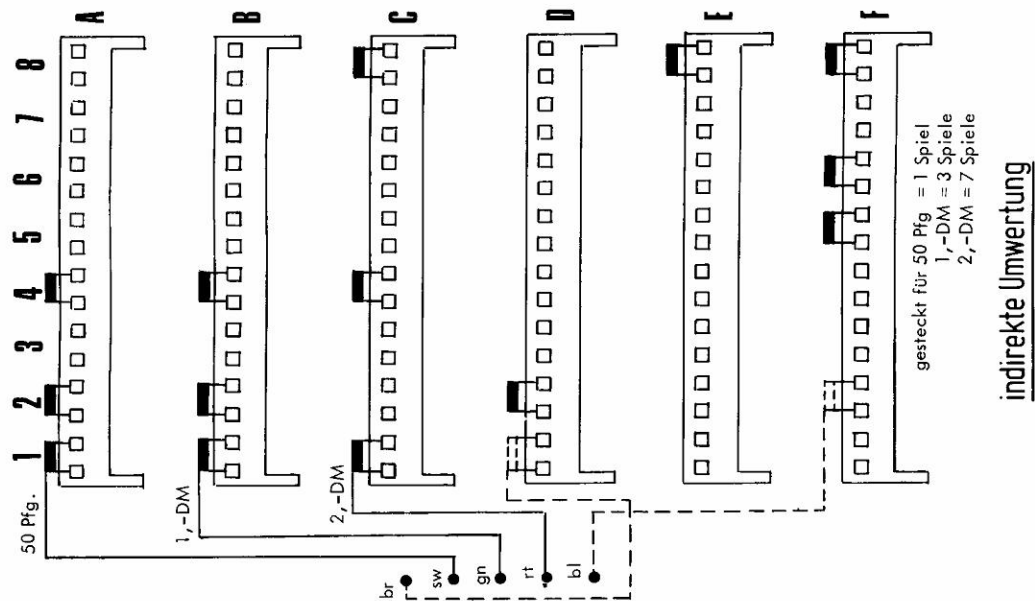 A B C D E F
1 2 3 4 5 6 7 8
50 Pfg.
1,-DM
2,-DM
br
sw
gn
rt
bl
gesteckt für 50 Pfg = 1 Spiel
1,-DM = 3 Spiele
2,-DM = 7 Spiele
indirekte Umwertung